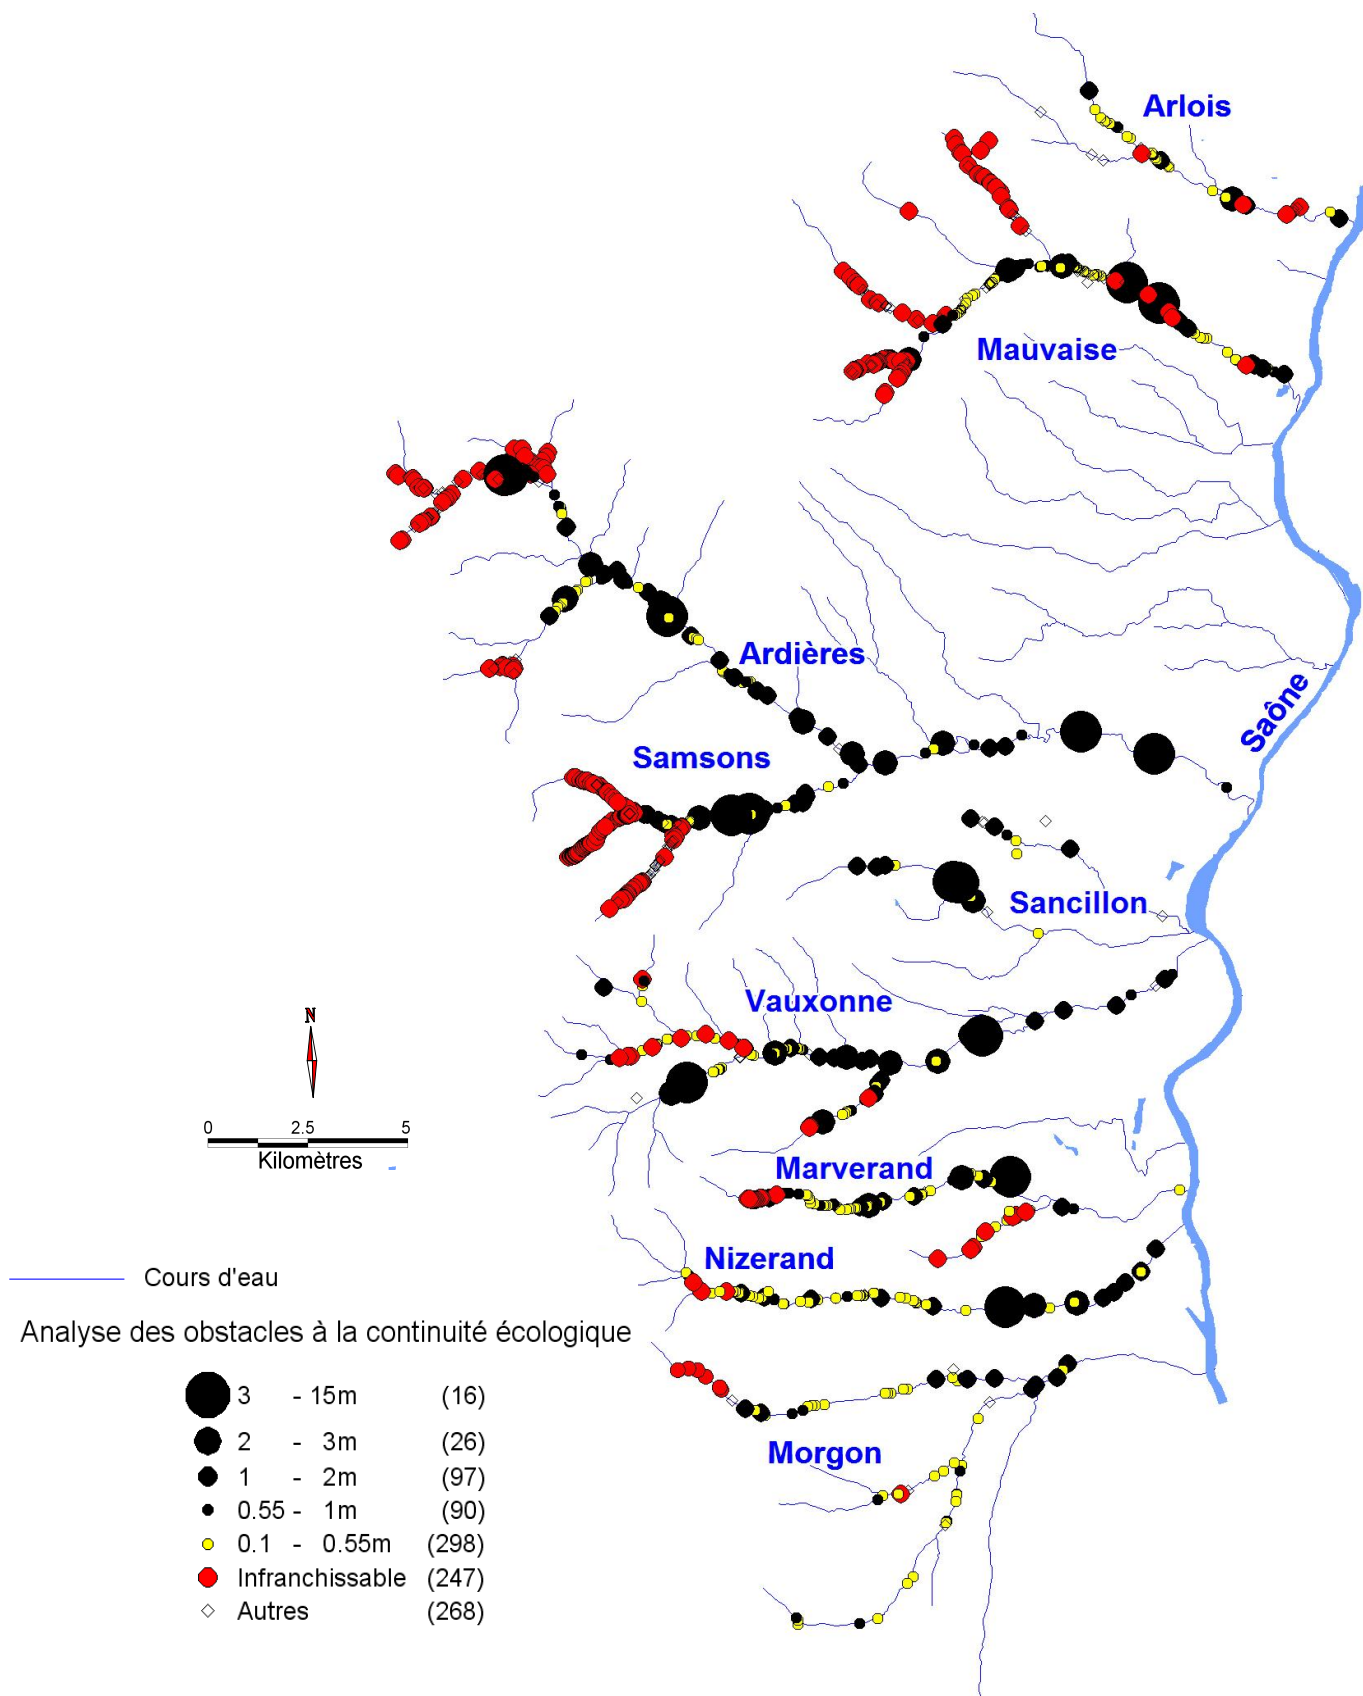 Arlois
Mauvaise
Ardières
Saône
Samsons
Sancillon
Vauxonne
N
0 2.5 5
Kilomètres
Marverand
Nizerand
Cours d'eau
Analyse des obstacles à la continuité écologique
3 - 15m (16)
2 - 3m (26)
1 - 2m (97)
0.55 - 1m (90)
0.1 - 0.55m (298)
Infranchissable (247)
Autres (268)
Morgon